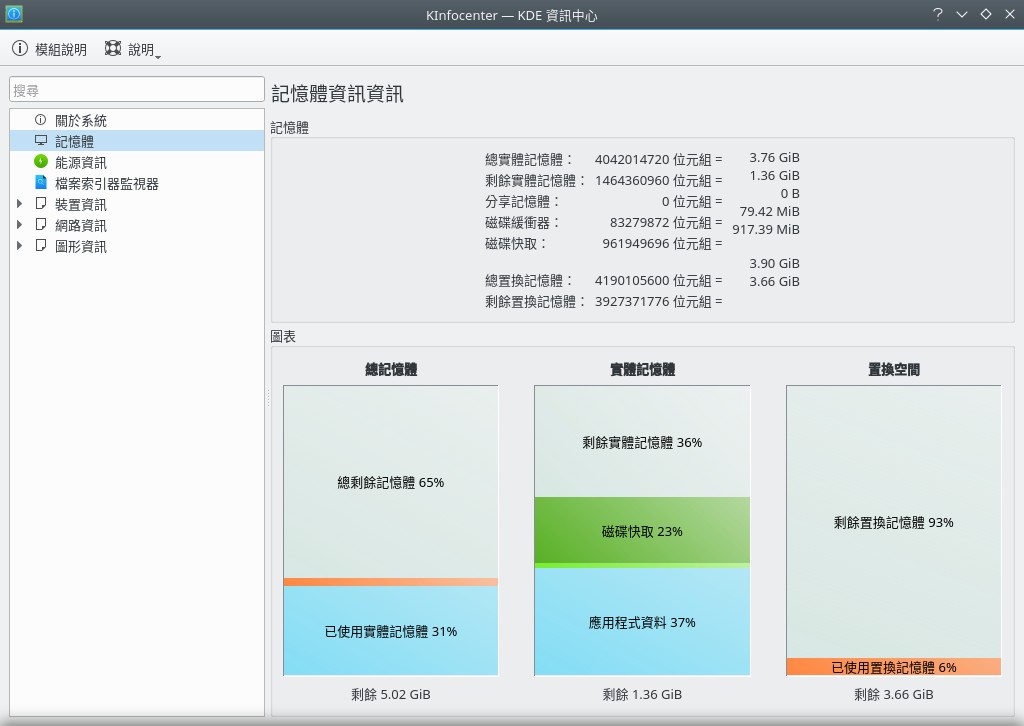 KInfocenter — KDE 資訊中心
模組說明 說明
搜尋
關於系統
記憶體
能源資訊
檔案索引器監視器
裝置資訊
網路資訊
圖形資訊
記憶體資訊資訊
記憶體
總實體記憶體： 4042014720 位元組 = 3.76 GiB
剩餘實體記憶體： 1464360960 位元組 = 1.36 GiB
分享記憶體： 0 位元組 = 0 B
磁碟緩衝器： 83279872 位元組 = 79.42 MiB
磁碟快取： 961949696 位元組 = 917.39 MiB
總置換記憶體： 4190105600 位元組 = 3.90 GiB
剩餘置換記憶體： 3927371776 位元組 = 3.66 GiB
圖表
總記憶體
總剩餘記憶體 65%
已使用實體記憶體 31%
剩餘 5.02 GiB
實體記憶體
剩餘實體記憶體 36%
磁碟快取 23%
應用程式資料 37%
剩餘 1.36 GiB
置換空間
剩餘置換記憶體 93%
已使用置換記憶體 6%
剩餘 3.66 GiB